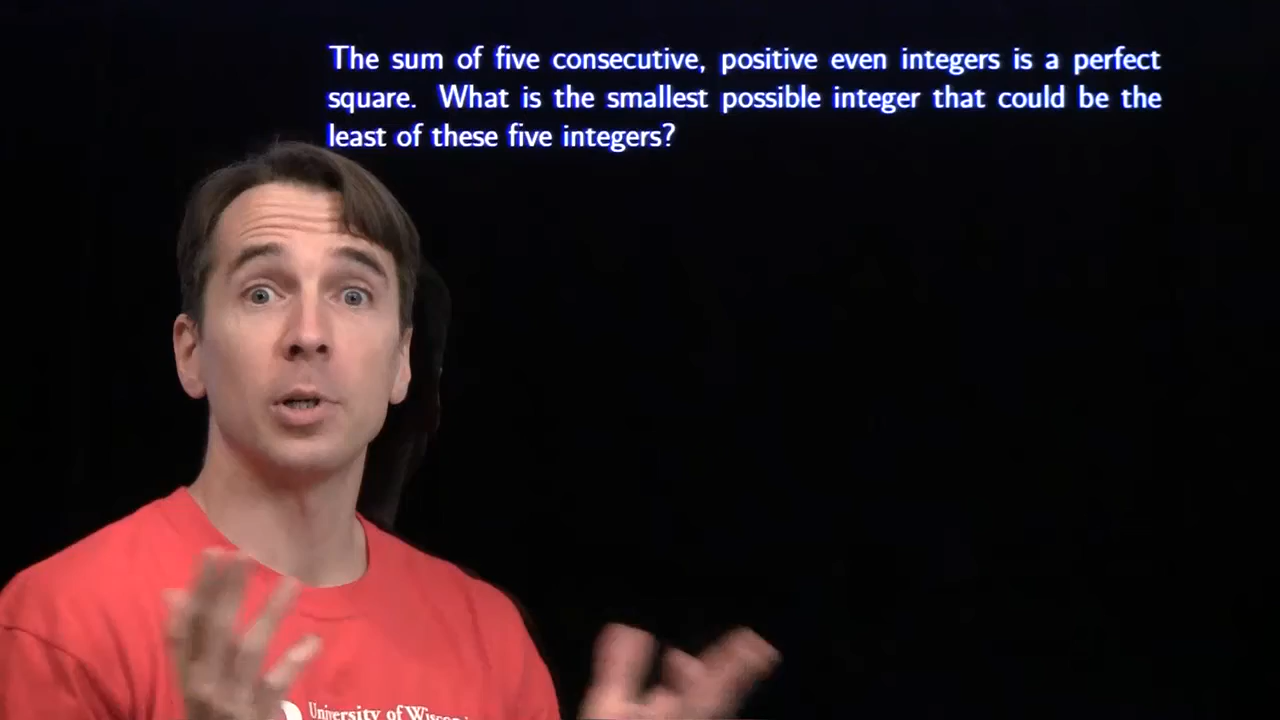 The sum of five consecutive, positive even integers is a perfect
square. What is the smallest possible integer that could be the
least of these five integers?
University of